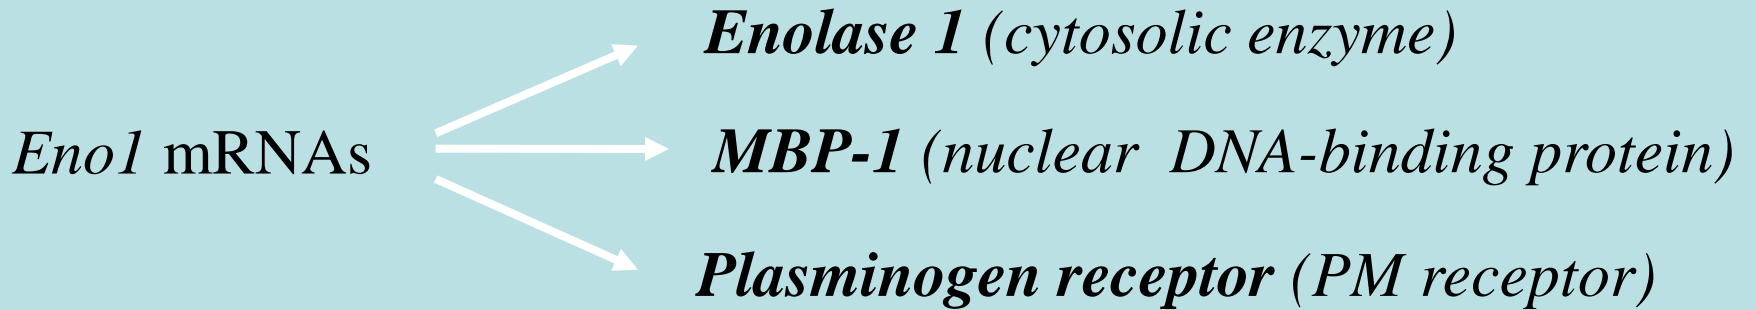 Enolase 1 (cytosolic enzyme)
Eno1 mRNAs
MBP-1 (nuclear DNA-binding protein)
Plasminogen receptor (PM receptor)